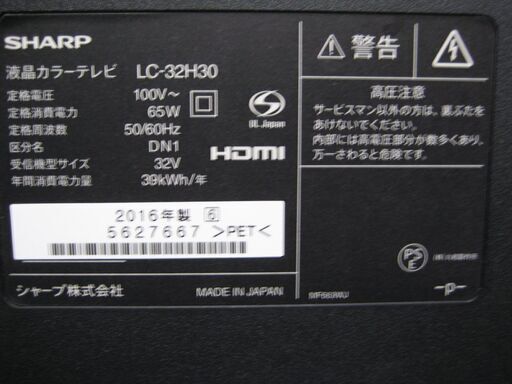 SHARP
液晶カラーテレビ LC-32H30
定格電圧 100V~
定格消費電力 65W
定格周波数 50/60Hz
区分名 DN1
受信機型サイズ 32V
年間消費電力量 39kWh/年
UL Japan
HDMI
2016年製 6
5627667 >PET<
シャープ株式会社 MADE IN JAPAN
警告
高圧注意
サービスマン以外の方は、裏ぶたを
あけないでください。
内部には高電圧部分が数多くあり、
万一さわると危険です。
PSE
-P-